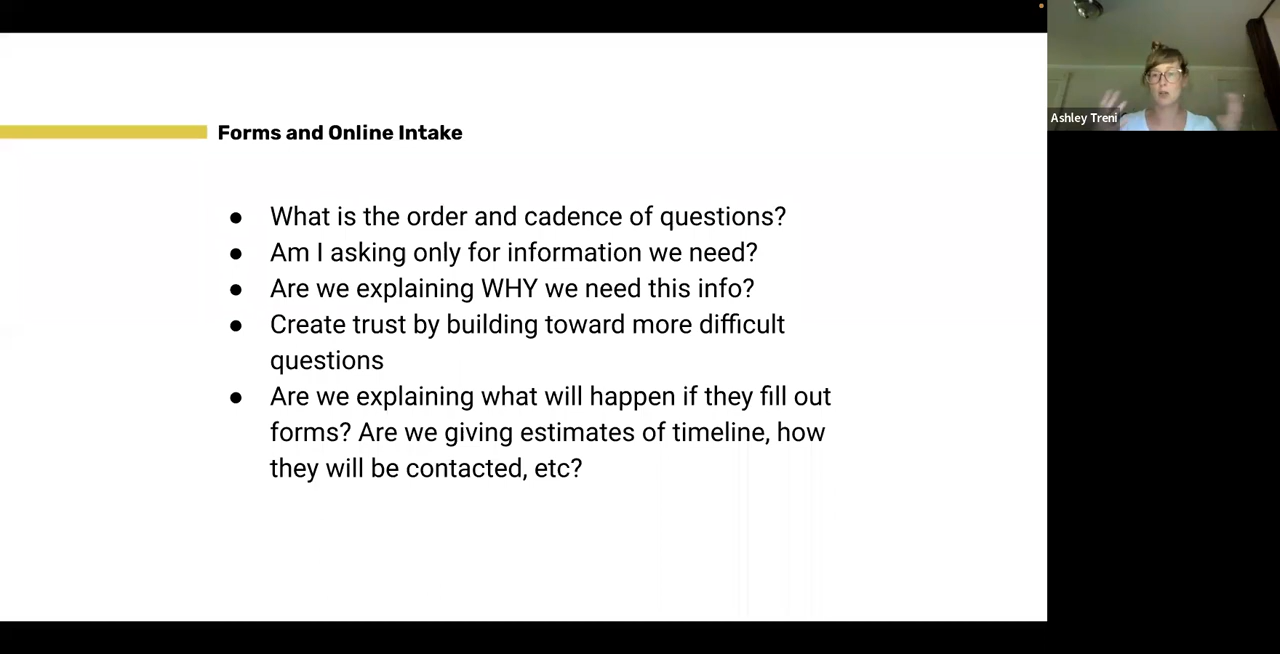 Forms and Online Intake
● What is the order and cadence of questions?
● Am I asking only for information we need?
● Are we explaining WHY we need this info?
● Create trust by building toward more difficult
questions
● Are we explaining what will happen if they fill out
forms? Are we giving estimates of timeline, how
they will be contacted, etc?
Ashley Treni